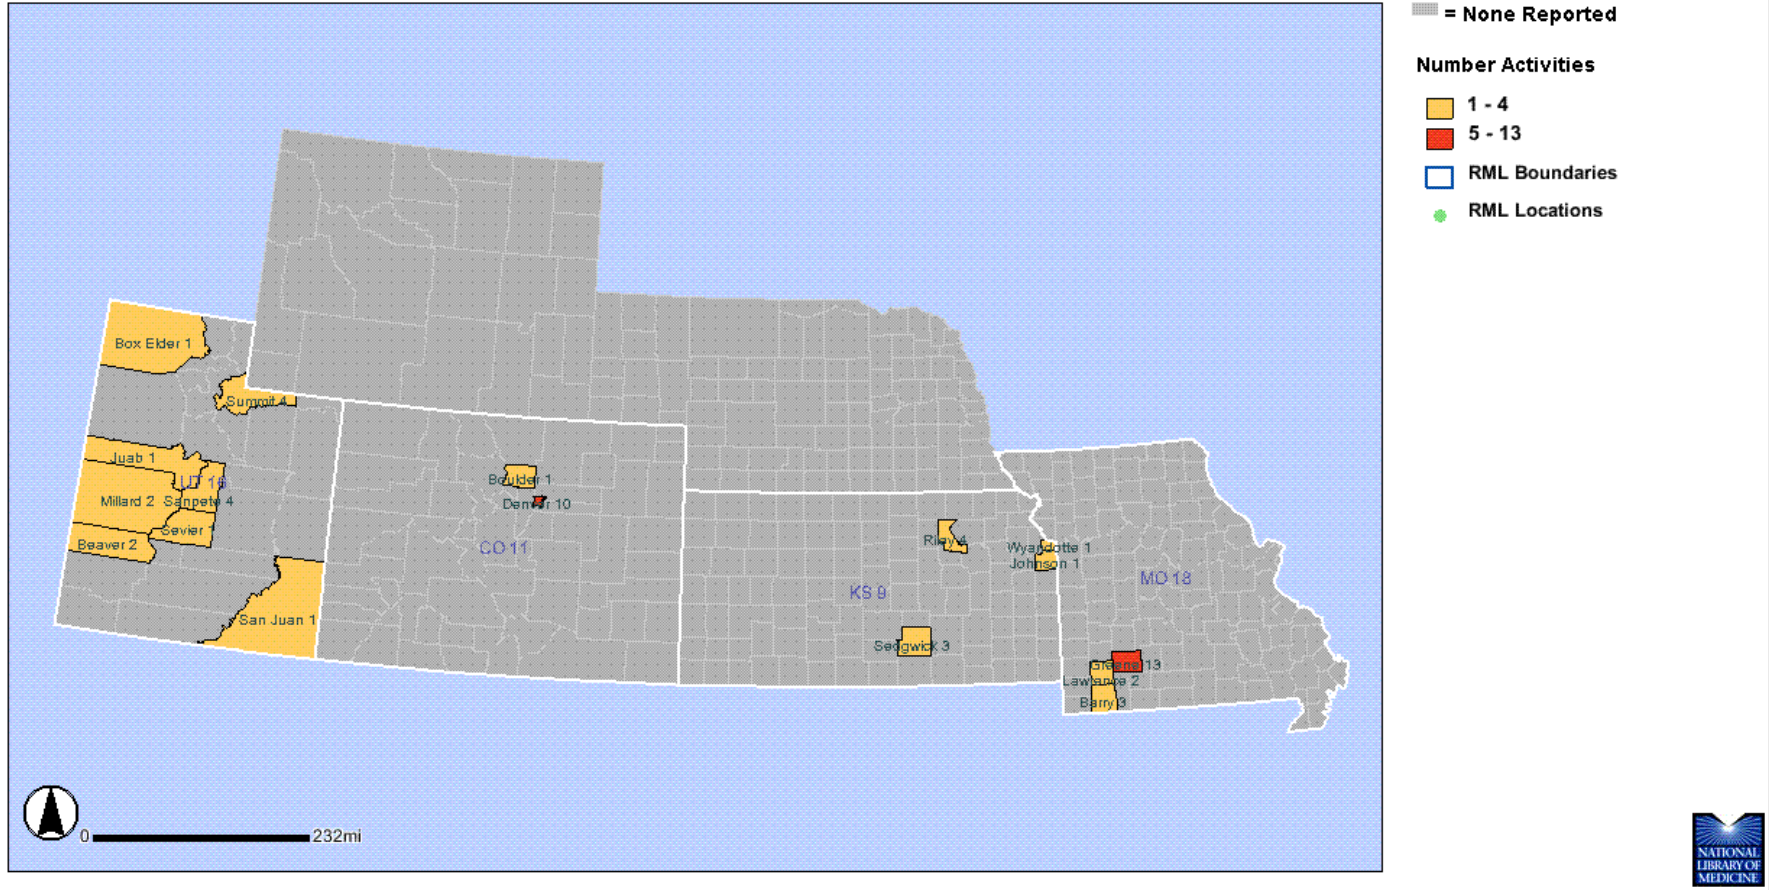 = None Reported
Number Activities
1 - 4
5 - 13
RML Boundaries
RML Locations
Box Elder 1
Summit 4
Juab 1
UT 16
Millard 2
Sanpete 4
Sevier 1
Beaver 2
San Juan 1
Boulder 1
Denver 10
CO 11
Riley 4
Wyandotte 1
Johnson 1
KS 9
MO 18
Sedgwick 3
Greene 13
Lawrence 2
Barry 3
0
232mi
NATIONAL
LIBRARY OF
MEDICINE